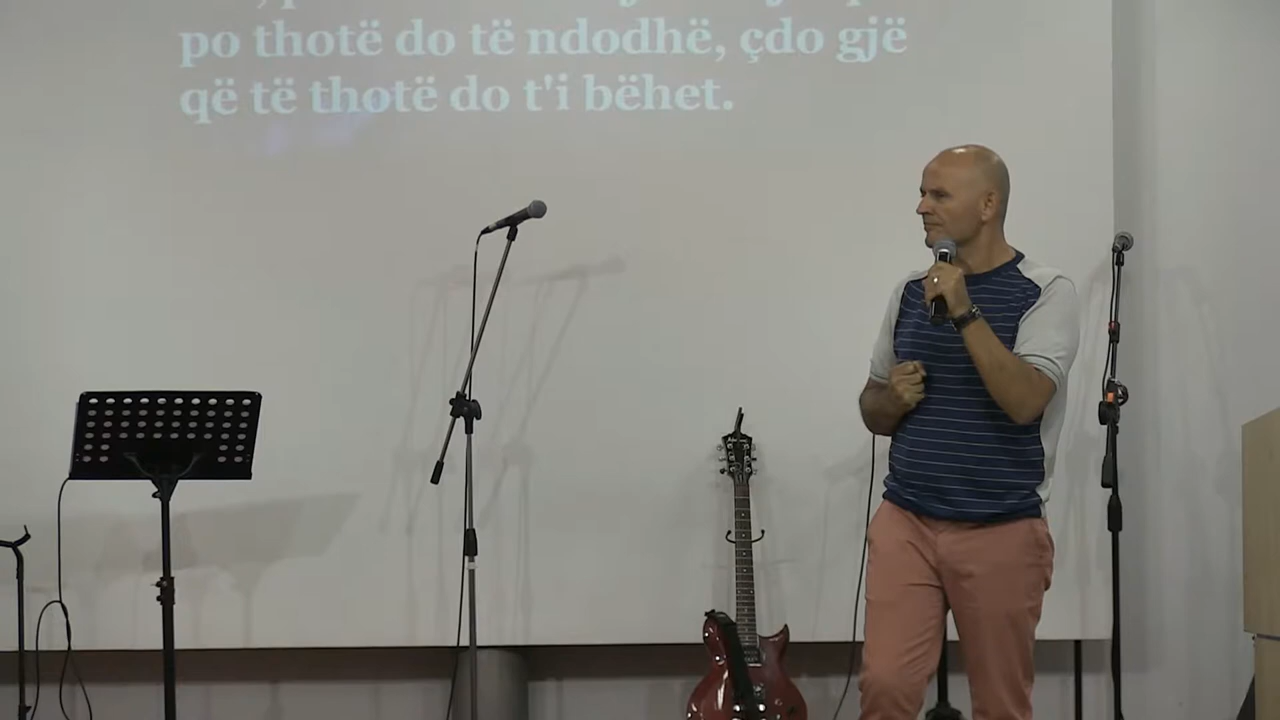 po thotë do të ndodhë, çdo gjë
që të thotë do t'i bëhet.